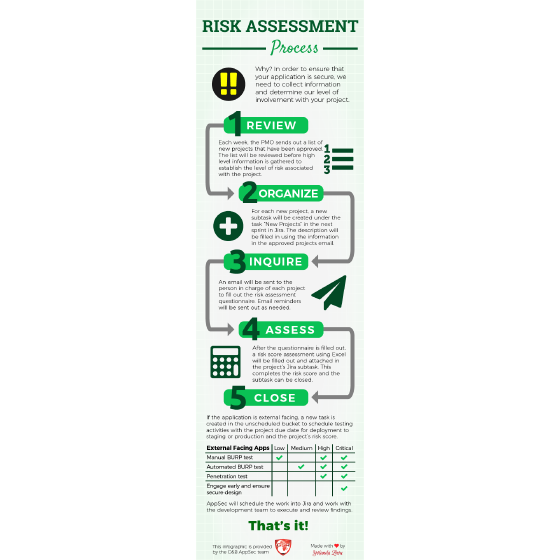 RISK ASSESSMENT
Process
Why? In order to ensure that
your application is secure, we
need to collect information
and determine our level of
involvement with your project.
1 REVIEW
Each week, the PMO sends out a list of
new projects that have been approved.
The list will be reviewed before high
level information is gathered to
establish the level of risk associated
with the project.
1
2
3
2 ORGANIZE
For each new project, a new
subtask will be created under the
task "New Projects" in the next
sprint in Jira. The description will
be filled in using the information
in the approved projects email.
3 INQUIRE
An email will be sent to the
person in charge of each project
to fill out the risk assessment
questionnaire. Email reminders
will be sent out as needed.
4 ASSESS
After the questionnaire is filled out,
a risk score assessment using Excel
will be filled out and attached in
the project's Jira subtask. This
completes the risk score and the
subtask can be closed.
5 CLOSE
If the application is external facing, a new task is
created in the unscheduled bucket to schedule testing
activities with the project due date for deployment to
staging or production and the project's risk score.
External Facing Apps Low Medium High Critical
Manual BURP test
Automated BURP test
Penetration test
Engage early and ensure
secure design
AppSec will schedule the work into Jira and work with
the development team to execute and review findings.
That's it!
This infographic is provided
by the C&B AppSec team
Made with by